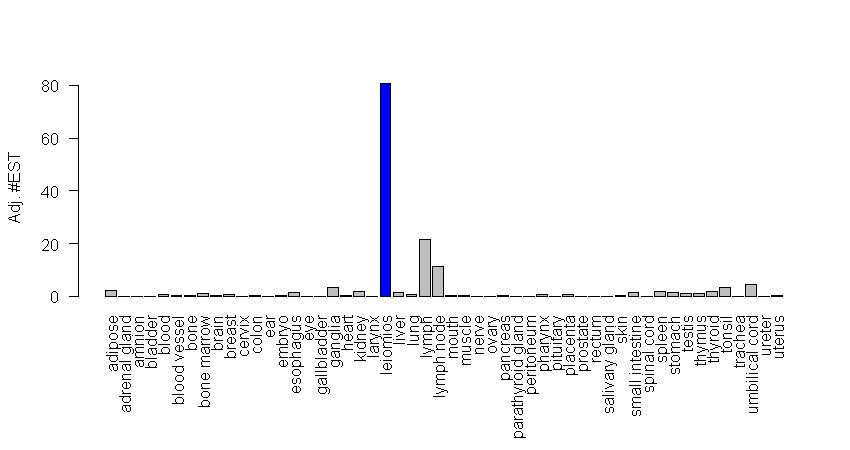 Adj. #EST
80
60
40
20
0
adipose
adrenal gland
amnion
bladder
blood
blood vessel
bone
bone marrow
brain
breast
cervix
colon
ear
embryo
esophagus
eye
gallbladder
ganglia
heart
kidney
larynx
leiomios
liver
lung
lymph
lymph node
mouth
muscle
nerve
ovary
pancreas
parathyroid gland
peritoneum
pharynx
pituitary
placenta
prostate
rectum
salivary gland
skin
small intestine
spinal cord
spleen
stomach
testis
thymus
thyroid
tonsil
trachea
umbilical cord
ureter
uterus